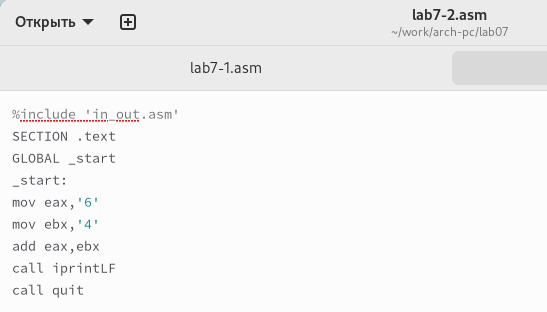 Открыть
lab7-2.asm
~/work/arch-pc/lab07
lab7-1.asm
%include 'in_out.asm'
SECTION .text
GLOBAL _start
_start:
mov eax,'6'
mov ebx,'4'
add eax,ebx
call iprintLF
call quit